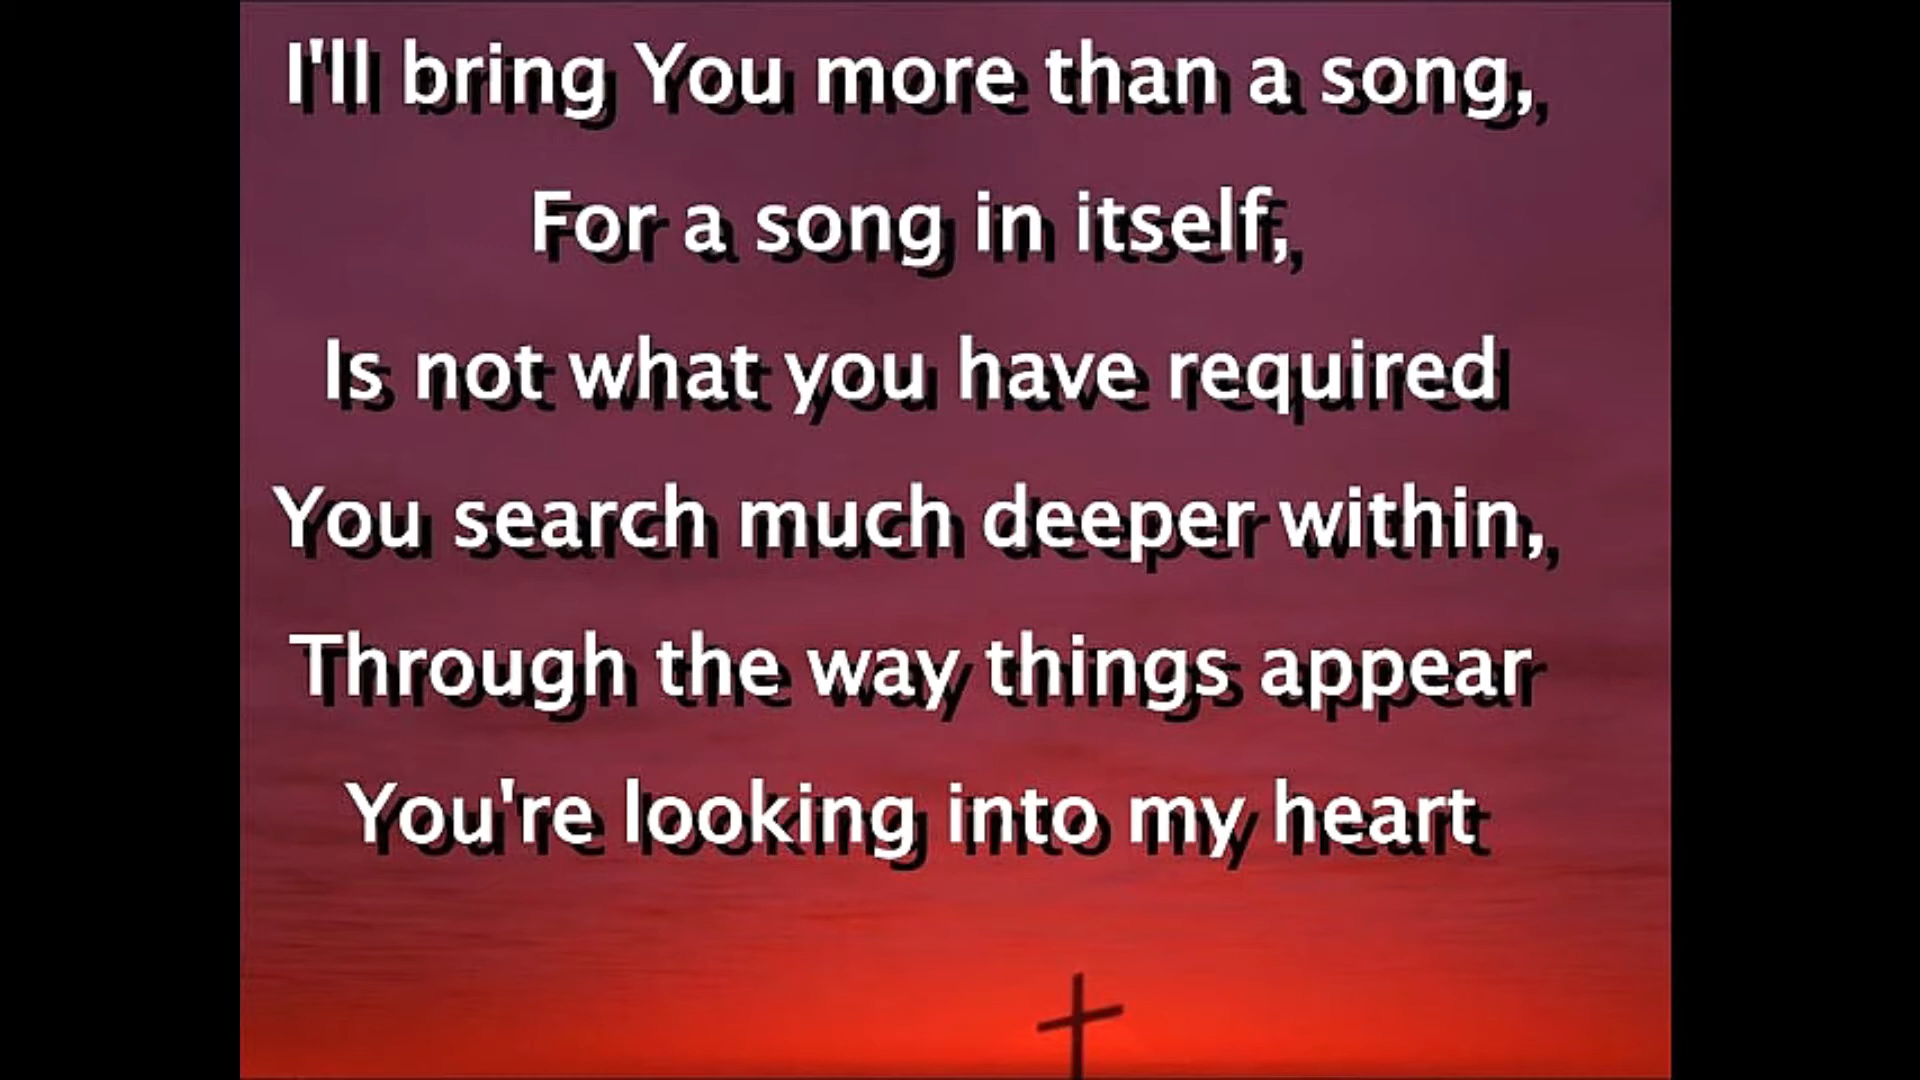 I'll bring You more than a song,
For a song in itself,
Is not what you have required
You search much deeper within,
Through the way things appear
You're looking into my heart